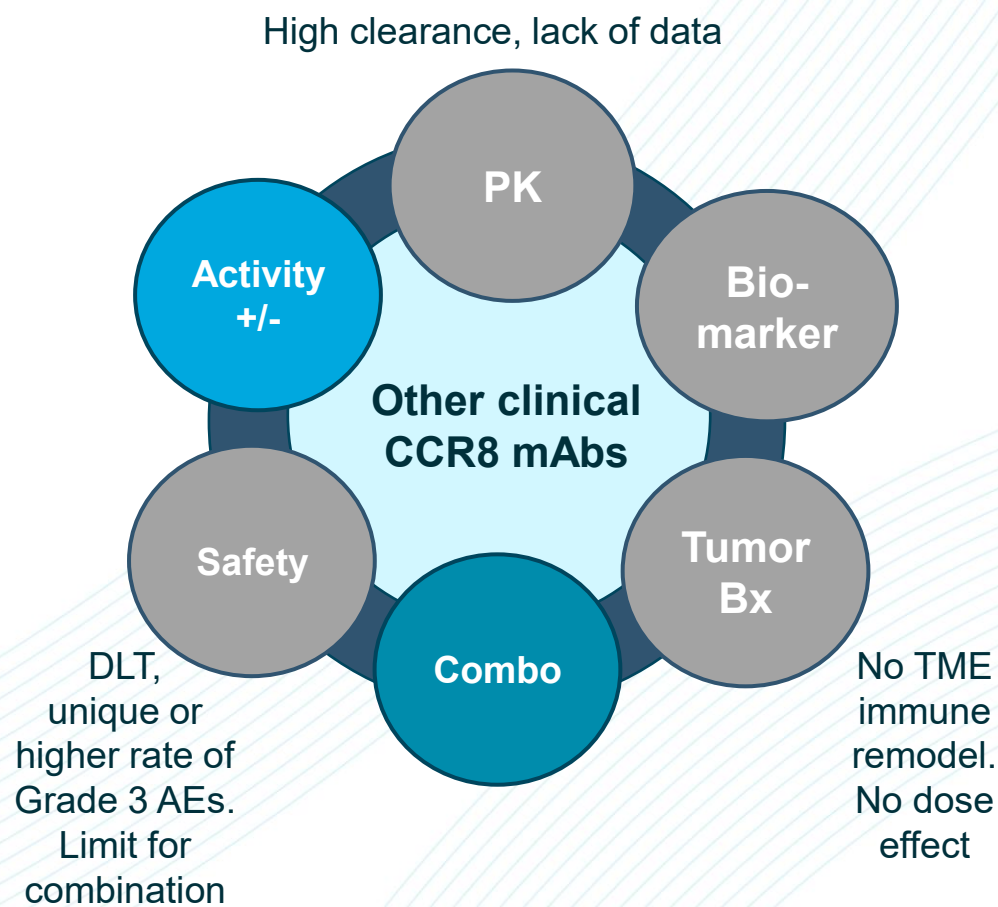 High clearance, lack of data
PK
Activity
+/-
Bio-
marker
Other clinical
CCR8 mAbs
Safety
Tumor
Bx
Combo
DLT,
unique or
higher rate of
Grade 3 AEs.
Limit for
combination
No TME
immune
remodel.
No dose
effect